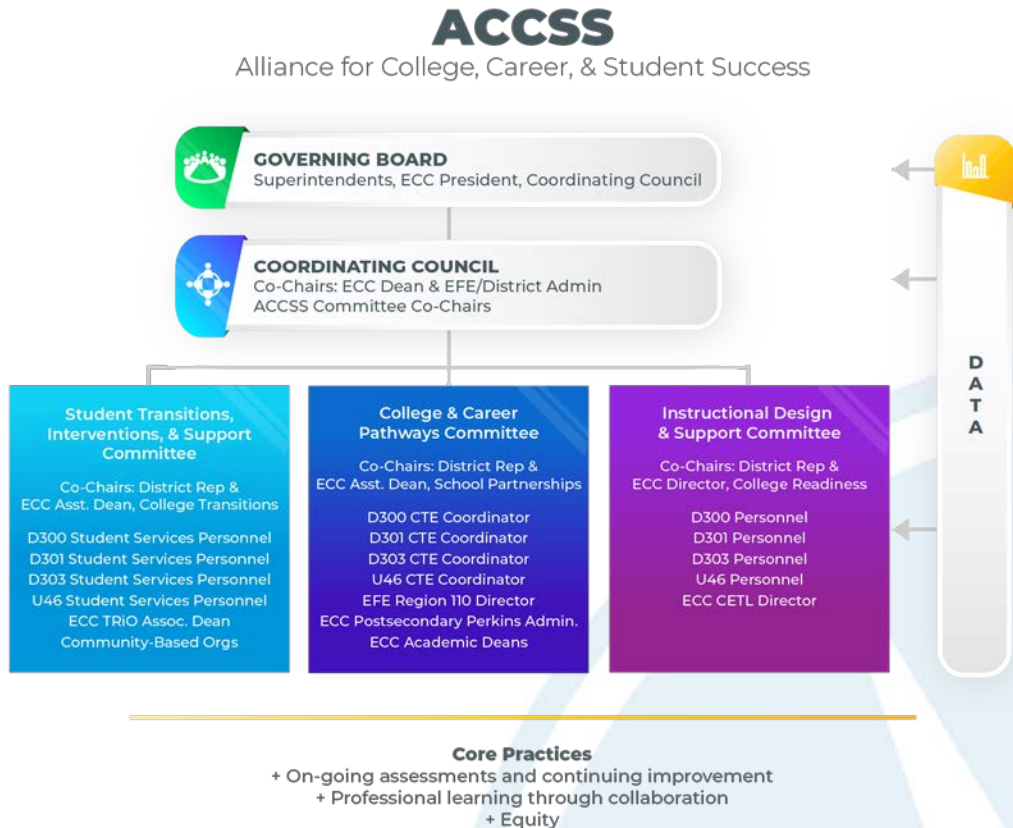 ACCSS
Alliance for College, Career, & Student Success
GOVERNING BOARD
Superintendents, ECC President, Coordinating Council
COORDINATING COUNCIL
Co-Chairs: ECC Dean & EFE/District Admin
ACCSS Committee Co-Chairs
Student Transitions,
Interventions, & Support
Committee
Co-Chairs: District Rep &
ECC Asst. Dean, College Transitions
D300 Student Services Personnel
D301 Student Services Personnel
D303 Student Services Personnel
U46 Student Services Personnel
ECC TRiO Assoc. Dean
Community-Based Orgs
College & Career
Pathways Committee
Co-Chairs: District Rep &
ECC Asst. Dean, School Partnerships
D300 CTE Coordinator
D301 CTE Coordinator
D303 CTE Coordinator
U46 CTE Coordinator
EFE Region 110 Director
ECC Postsecondary Perkins Admin.
ECC Academic Deans
Instructional Design
& Support Committee
Co-Chairs: District Rep &
ECC Director, College Readiness
D300 Personnel
D301 Personnel
D303 Personnel
U46 Personnel
ECC CETL Director
D
A
T
A
Core Practices
+ On-going assessments and continuing improvement
+ Professional learning through collaboration
+ Equity